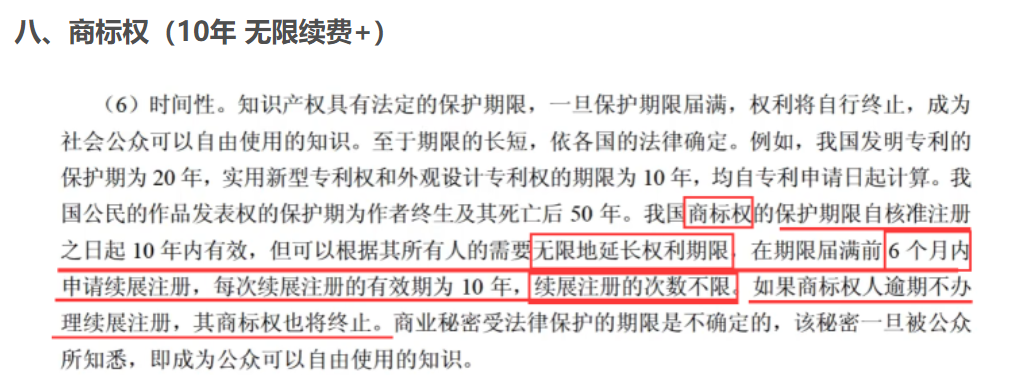 八、商标权（10年 无限续费+）
（6）时间性。知识产权具有法定的保护期限，一旦保护期限届满，权利将自行终止，成为
社会公众可以自由使用的知识。至于期限的长短，依各国的法律确定。例如，我国发明专利的
保护期为 20 年，实用新型专利权和外观设计专利权的期限为 10 年，均自专利申请日起计算。我
国公民的作品发表权的保护期为作者终生及其死亡后 50 年。我国商标权的保护期限自核准注册
之日起 10 年内有效，但可以根据其所有人的需要无限地延长权利期限，在期限届满前 6 个月内
申请续展注册，每次续展注册的有效期为 10 年，续展注册的次数不限。如果商标权人逾期不办
理续展注册，其商标权也将终止。商业秘密受法律保护的期限是不确定的，该秘密一旦被公众
所知悉，即成为公众可以自由使用的知识。